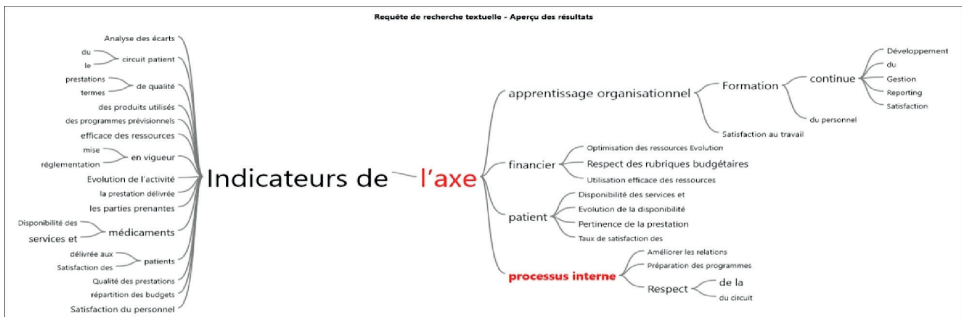 Requête de recherche textuelle - Aperçu des résultats
Analyse des écarts
du
le
circuit patient
prestations
termes
de qualité
des produits utilisés
des programmes prévisionnels
efficace des ressources
mise
réglementation
en vigueur
Evolution de l'activité
la prestation délivrée
les parties prenantes
Disponibilité des
services et
médicaments
délivrée aux
Satisfaction des
patients
Qualité des prestations
répartition des budgets
Satisfaction du personnel
Indicateurs de
l'axe
apprentissage organisationnel
Formation
continue
Développement
du
Gestion
Reporting
Satisfaction
du personnel
Satisfaction au travail
financier
Optimisation des ressources Evolution
Respect des rubriques budgétaires
Utilisation efficace des ressources
patient
Disponibilité des services et
Evolution de la disponibilité
Pertinence de la prestation
Taux de satisfaction des
processus interne
Améliorer les relations
Préparation des programmes
Respect
de la
du circuit